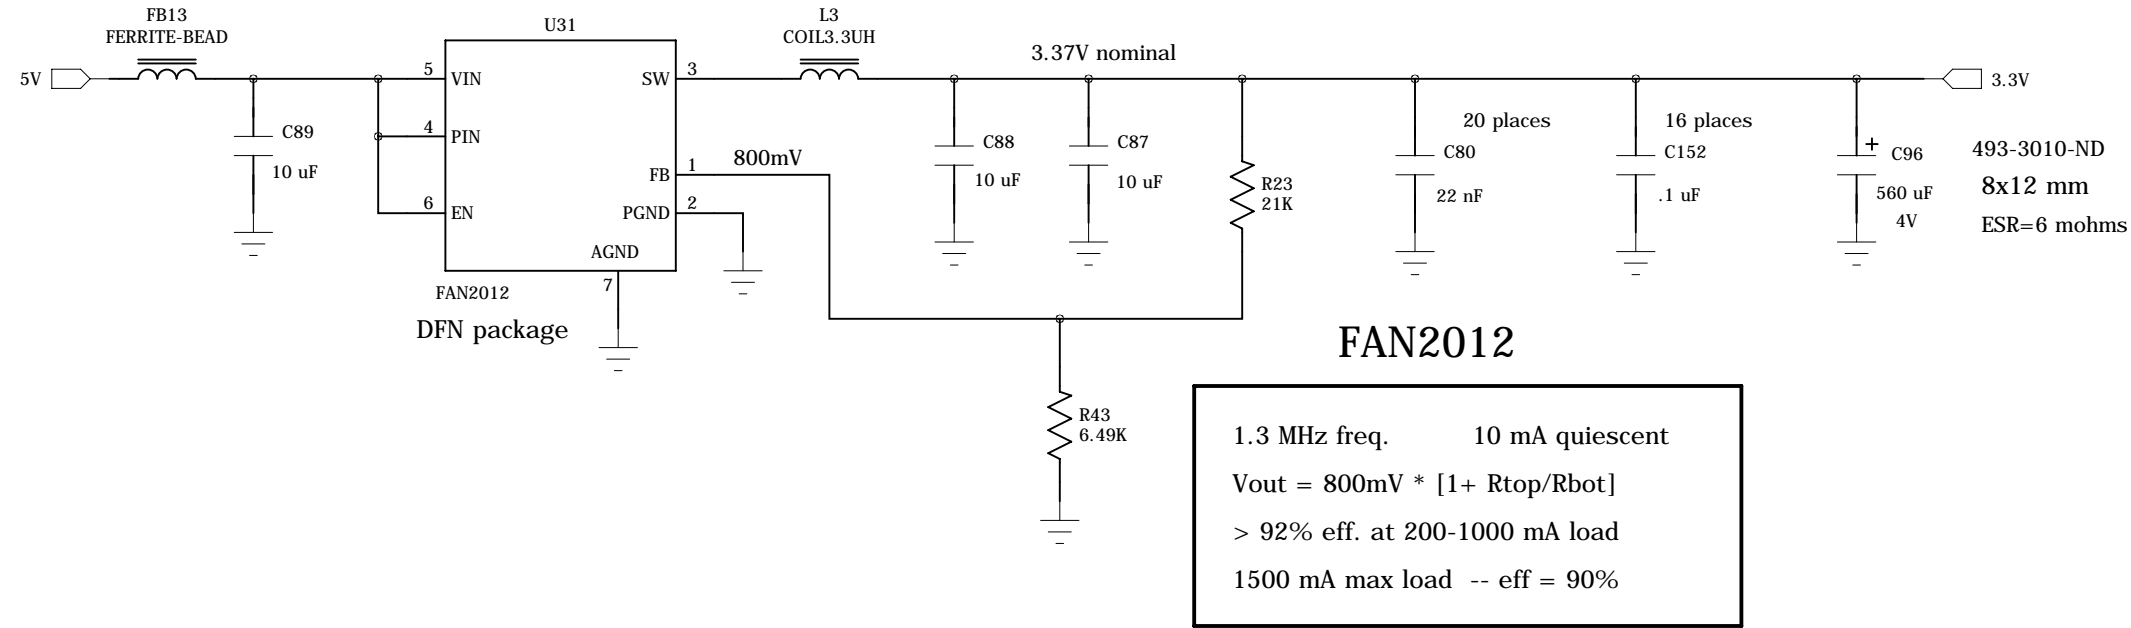 FB13
FERRITE-BEAD
5V
C89
10 uF
U31
5
VIN
4
PIN
6
EN
SW
3
FB
1
800mV
PGND
2
AGND
7
FAN2012
DFN package
L3
COIL3.3UH
3.37V nominal
C88
10 uF
C87
10 uF
R23
21K
R43
6.49K
20 places
C80
22 nF
16 places
C152
.1 uF
+
C96
560 uF
4V
3.3V
493-3010-ND
8x12 mm
ESR=6 mohms
FAN2012
1.3 MHz freq. 10 mA quiescent
Vout = 800mV * [1+ Rtop/Rbot]
> 92% eff. at 200-1000 mA load
1500 mA max load -- eff = 90%